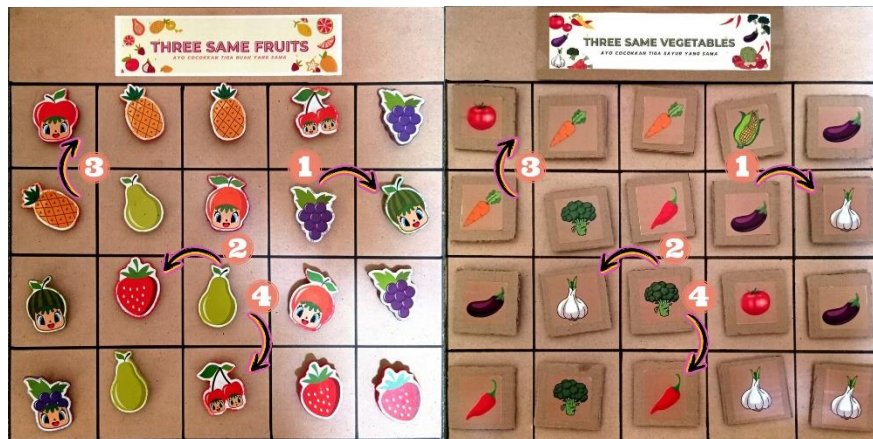 THREE SAME FRUITS
AYO COCOKKAN TIGA BUAH YANG SAMA
3
1
2
4
THREE SAME VEGETABLES
AYO COCOKKAN TIGA SAYUR YANG SAMA
3
1
2
4